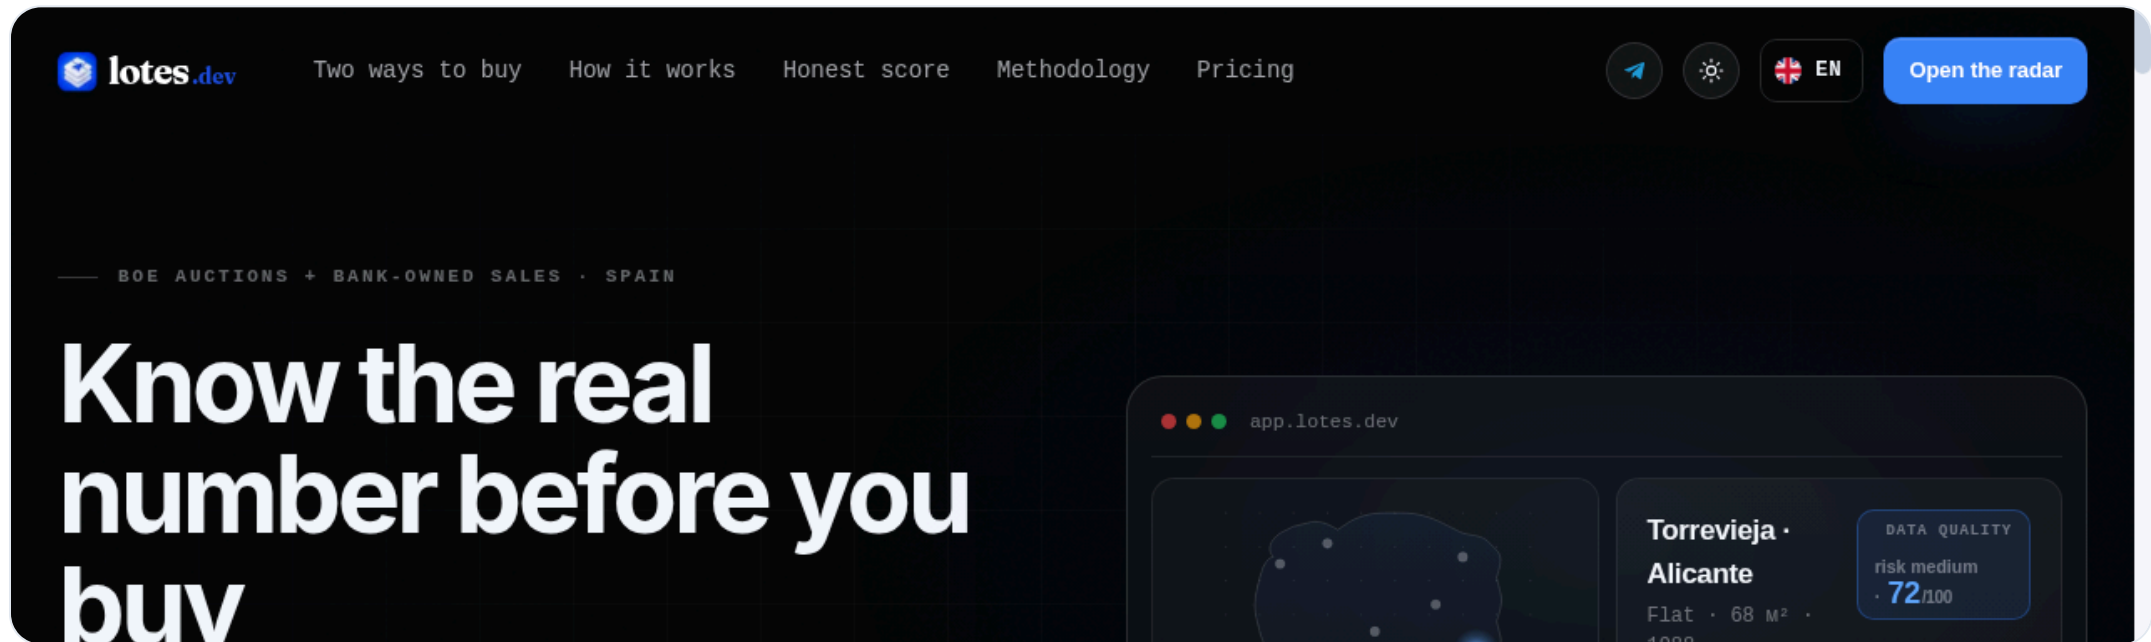 lotes.dev
Two ways to buy
How it works
Honest score
Methodology
Pricing
EN
Open the radar
BOE AUCTIONS + BANK-OWNED SALES · SPAIN
Know the real
number before you
buy
app.lotes.dev
Torrevieja ·
Alicante
Flat · 68 м² ·
DATA QUALITY
risk medium
· 72/100